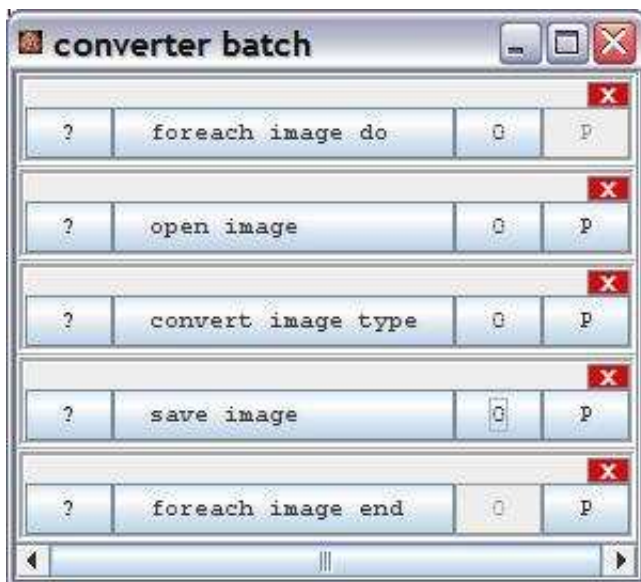 converter batch
X
? foreach image do O P
X
? open image O P
X
? convert image type O P
X
? save image O P
X
? foreach image end O P